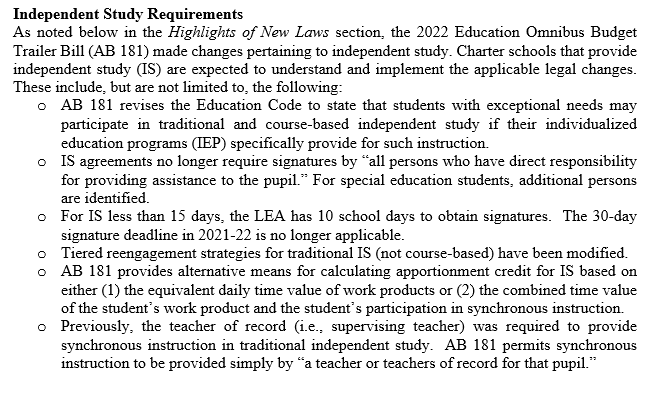 Independent Study Requirements
As noted below in the Highlights of New Laws section, the 2022 Education Omnibus Budget
Trailer Bill (AB 181) made changes pertaining to independent study. Charter schools that provide
independent study (IS) are expected to understand and implement the applicable legal changes.
These include, but are not limited to, the following:
o AB 181 revises the Education Code to state that students with exceptional needs may
participate in traditional and course-based independent study if their individualized
education programs (IEP) specifically provide for such instruction.
o IS agreements no longer require signatures by “all persons who have direct responsibility
for providing assistance to the pupil.” For special education students, additional persons
are identified.
o For IS less than 15 days, the LEA has 10 school days to obtain signatures. The 30-day
signature deadline in 2021-22 is no longer applicable.
o Tiered reengagement strategies for traditional IS (not course-based) have been modified.
o AB 181 provides alternative means for calculating apportionment credit for IS based on
either (1) the equivalent daily time value of work products or (2) the combined time value
of the student’s work product and the student’s participation in synchronous instruction.
o Previously, the teacher of record (i.e., supervising teacher) was required to provide
synchronous instruction in traditional independent study. AB 181 permits synchronous
instruction to be provided simply by “a teacher or teachers of record for that pupil.”